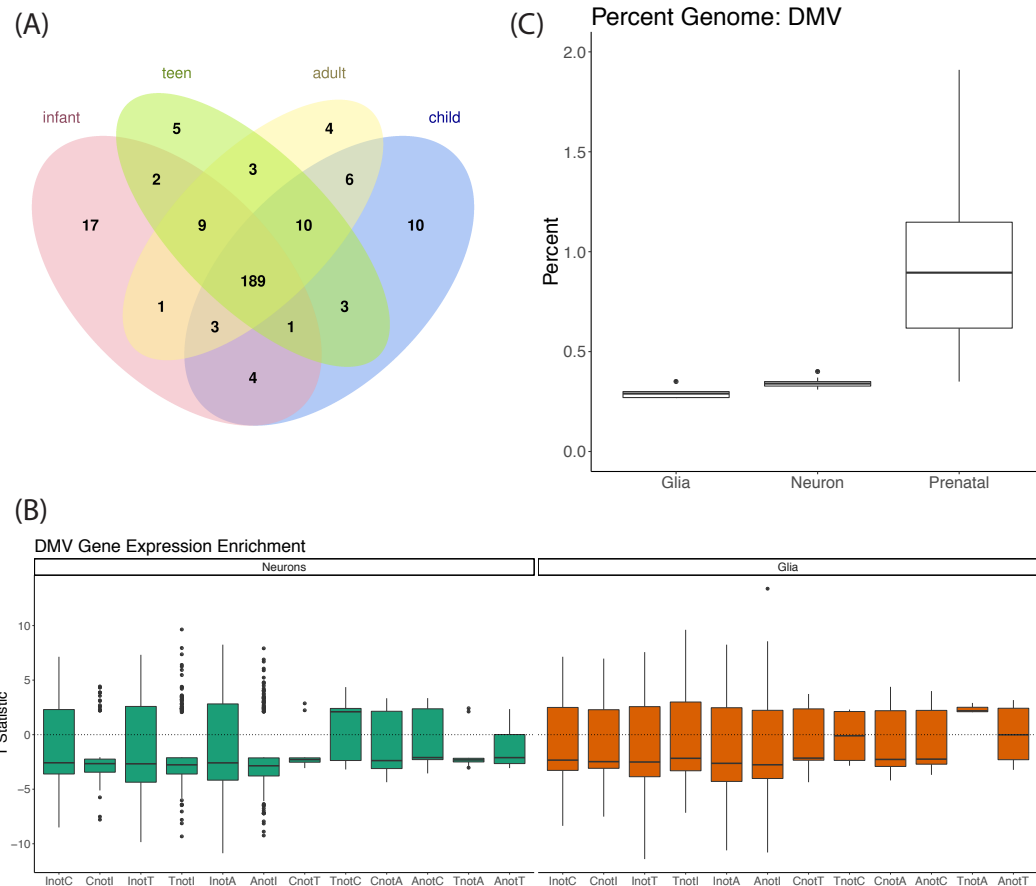 (A)
teen
adult
infant
child
5
4
2
3
6
17
9
10
10
189
1
3
1
3
4
(C)
Percent Genome: DMV
Percent
2.0
1.5
1.0
0.5
0.0
Glia
Neuron
Prenatal
(B)
DMV Gene Expression Enrichment
Neurons
Glia
Statistic
10
5
0
−5
−10
InotC CnotI InotT TnotI InotA AnotI CnotT TnotC CnotA AnotC TnotA AnotT
InotC CnotI InotT TnotI InotA AnotI CnotT TnotC CnotA AnotC TnotA AnotT